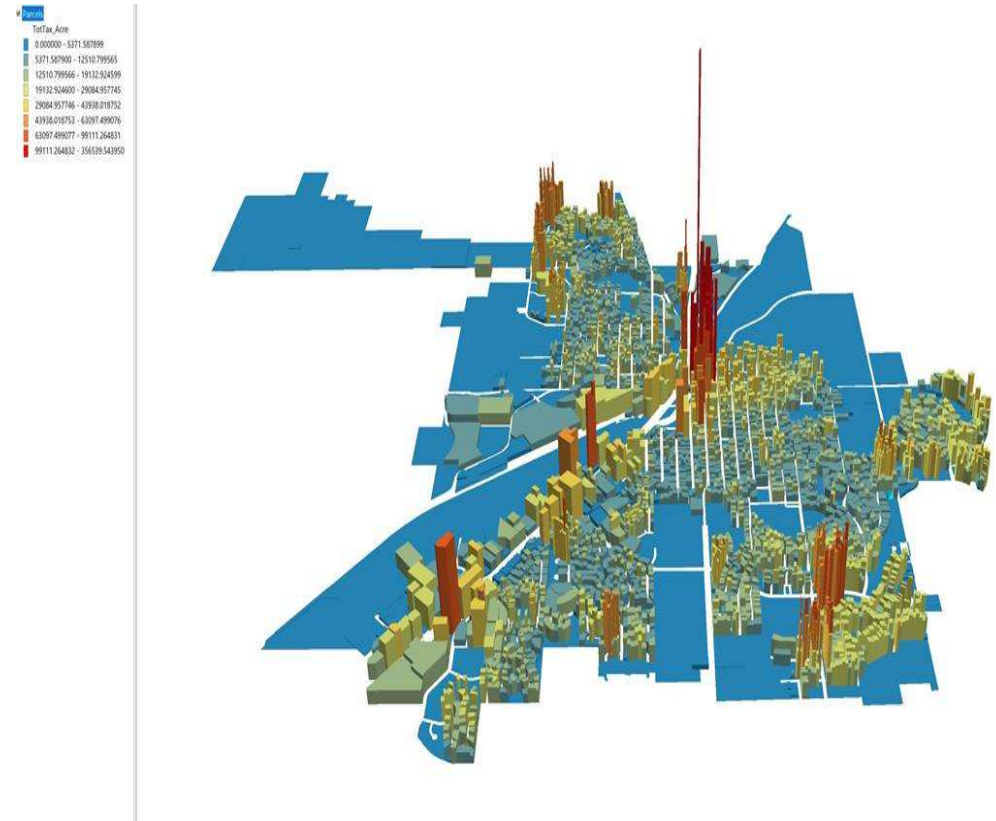 Parcels
TotTax_Acre
0.000000 - 5371.587899
5371.587900 - 12510.799565
12510.799566 - 19132.924599
19132.924600 - 29084.957745
29084.957746 - 43938.018752
43938.018753 - 63097.499076
63097.499077 - 99111.264831
99111.264832 - 356539.543950